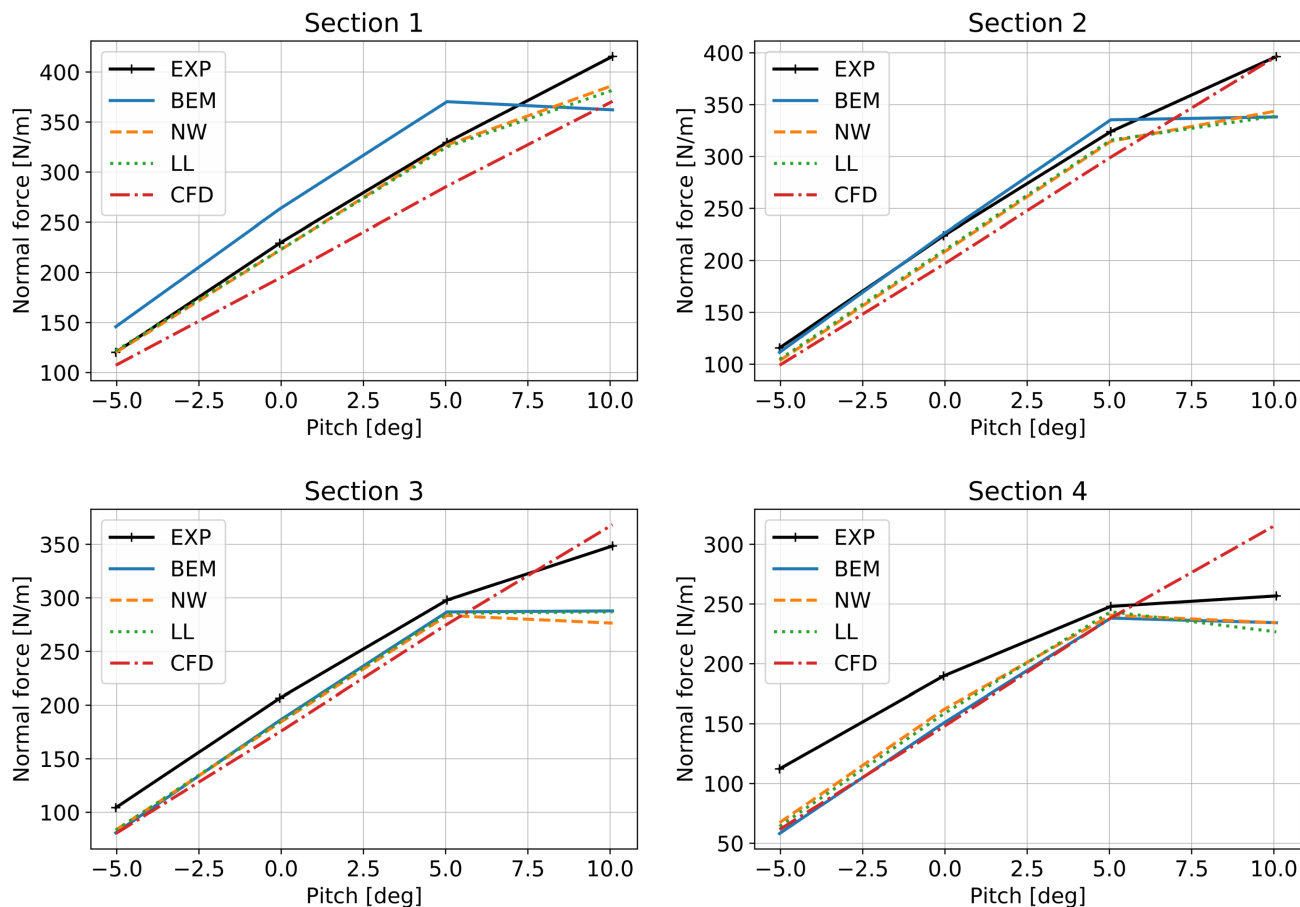 Section 1
Normal force [N/m]
400
350
300
250
200
150
100
EXP
BEM
NW
LL
CFD
−5.0 −2.5 0.0 2.5 5.0 7.5 10.0
Pitch [deg]
Section 2
Normal force [N/m]
400
350
300
250
200
150
100
EXP
BEM
NW
LL
CFD
−5.0 −2.5 0.0 2.5 5.0 7.5 10.0
Pitch [deg]
Section 3
Normal force [N/m]
350
300
250
200
150
100
EXP
BEM
NW
LL
CFD
−5.0 −2.5 0.0 2.5 5.0 7.5 10.0
Pitch [deg]
Section 4
Normal force [N/m]
300
250
200
150
100
50
EXP
BEM
NW
LL
CFD
−5.0 −2.5 0.0 2.5 5.0 7.5 10.0
Pitch [deg]